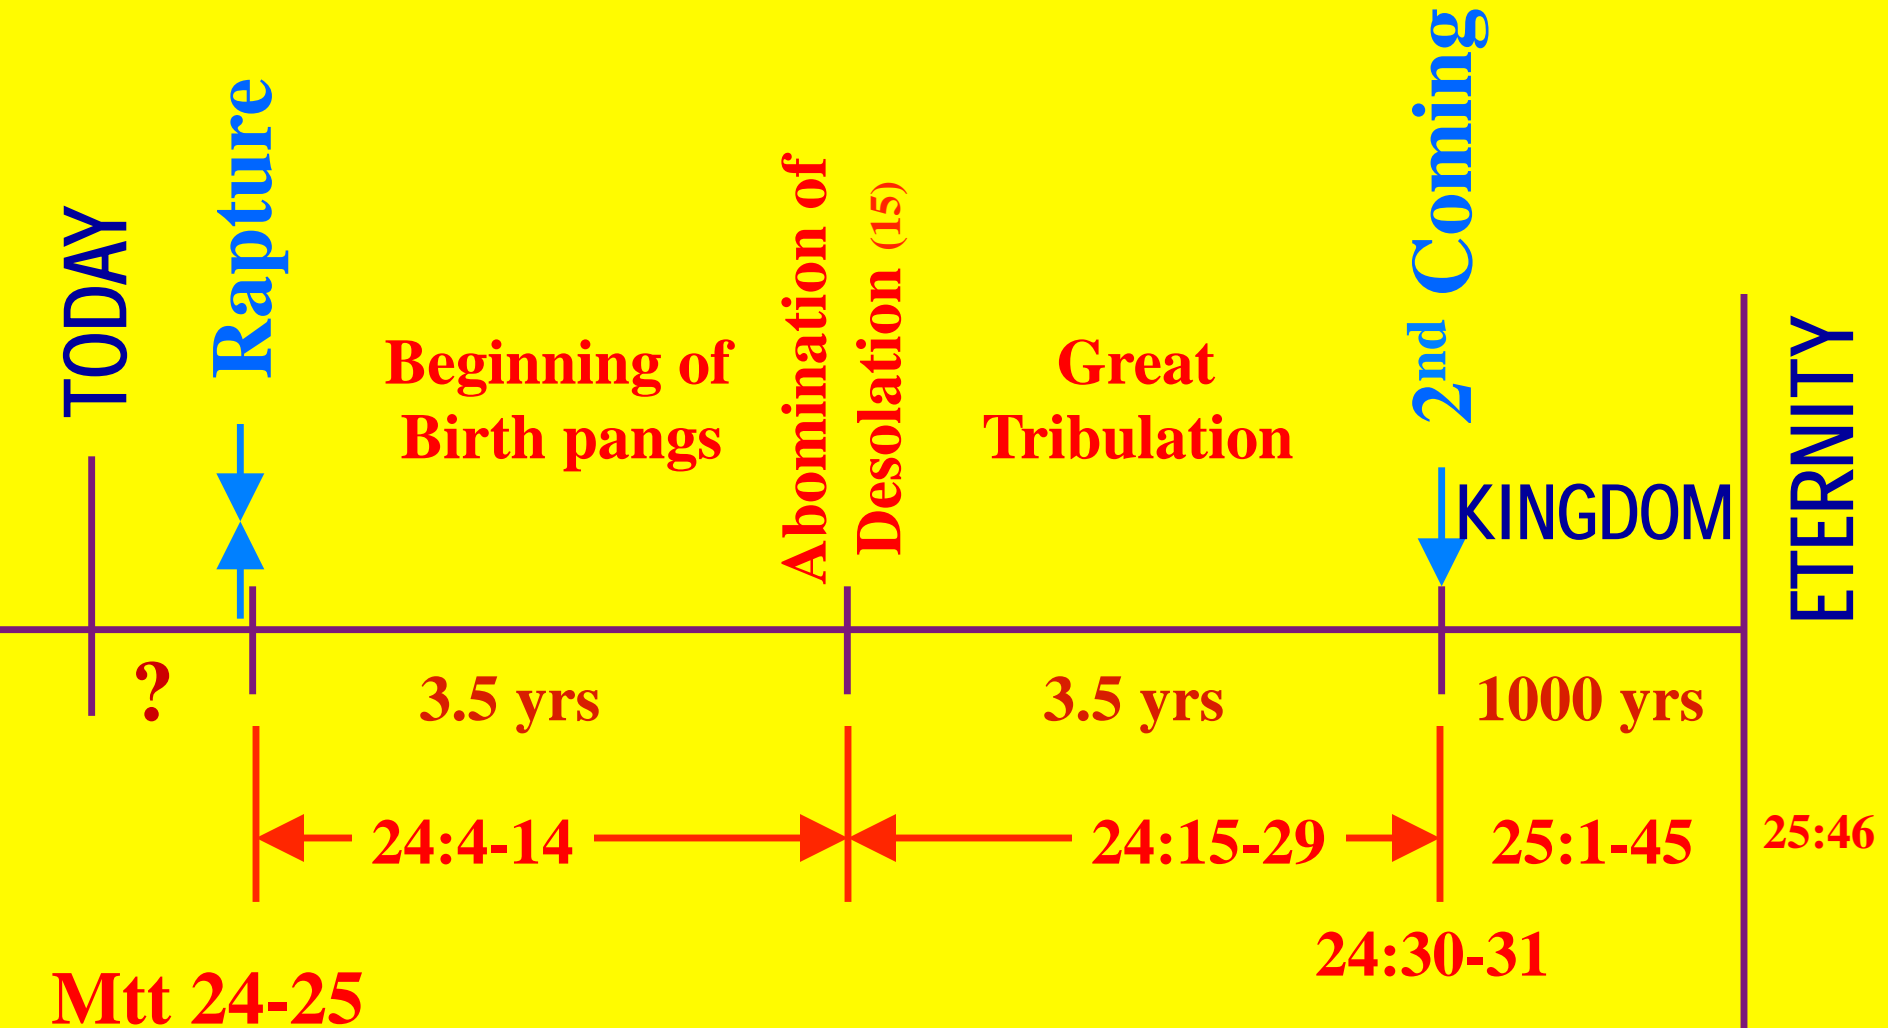 TODAY
Rapture
Beginning of
Birth pangs
Abomination of
Desolation (15)
Great
Tribulation
2nd Coming
KINGDOM
ETERNITY
?
3.5 yrs
3.5 yrs
1000 yrs
24:4-14
24:15-29
25:1-45
25:46
24:30-31
Mtt 24-25